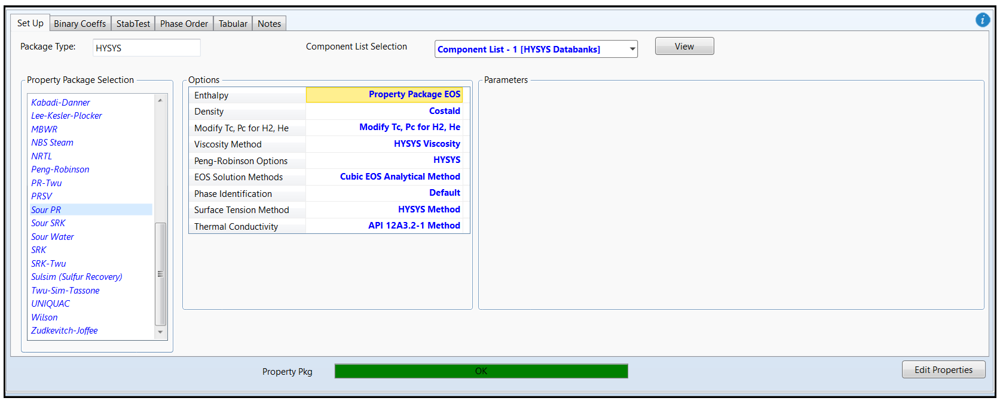 Set Up Binary Coeffs StabTest Phase Order Tabular Notes
Package Type: HYSYS Component List Selection Component List - 1 [HYSYS Databanks] View
Property Package Selection
Kabadi-Danner
Lee-Kesler-Plocker
MBWR
NBS Steam
NRTL
Peng-Robinson
PR-Twu
PRSV
Sour PR
Sour SRK
Sour Water
SRK
SRK-Twu
Sulsim (Sulfur Recovery)
Twu-Sim-Tassone
UNIQUAC
Wilson
Zudkevitch-Joffee
Options
Enthalpy Property Package EOS
Density Costald
Modify Tc, Pc for H2, He Modify Tc, Pc for H2, He
Viscosity Method HYSYS Viscosity
Peng-Robinson Options HYSYS
EOS Solution Methods Cubic EOS Analytical Method
Phase Identification Default
Surface Tension Method HYSYS Method
Thermal Conductivity API 12A3.2-1 Method
Parameters
Property Pkg OK Edit Properties